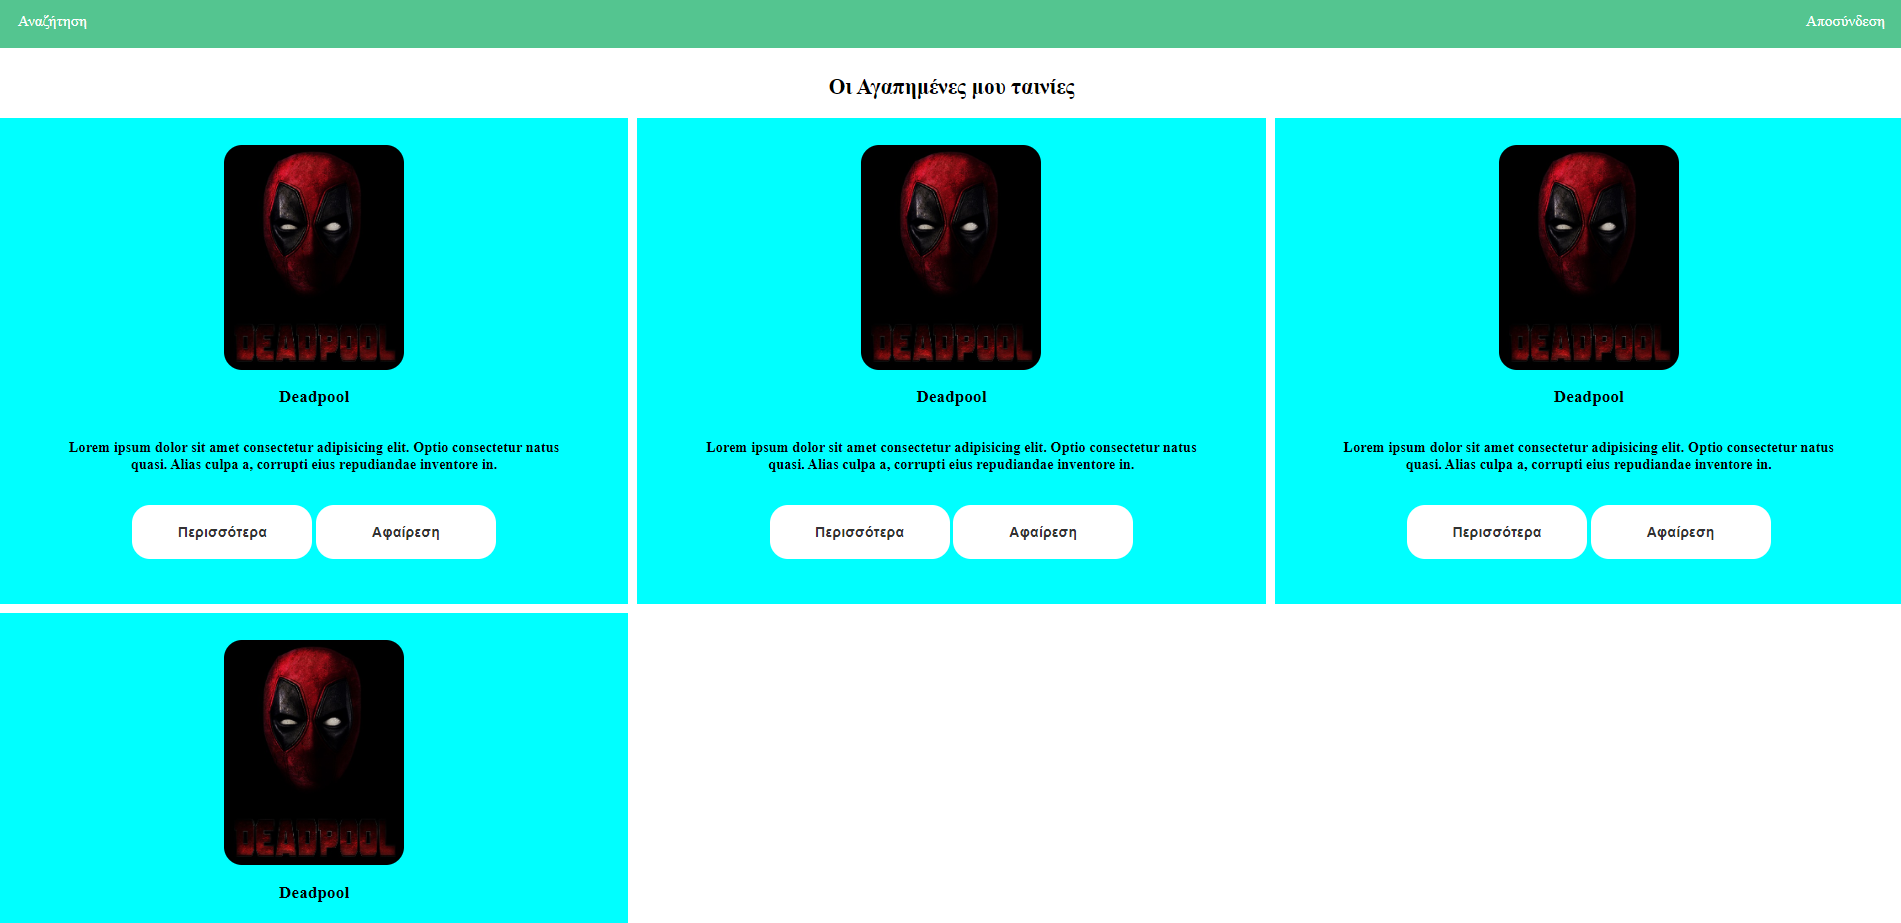 Αναζήτηση
Αποσύνδεση
Οι Αγαπημένες μου ταινίες
DEADPOOL
Deadpool
Lorem ipsum dolor sit amet consectetur adipisicing elit. Optio consectetur natus
quasi. Alias culpa a, corrupti eius repudiandae inventore in.
Περισσότερα
Αφαίρεση
DEADPOOL
Deadpool
Lorem ipsum dolor sit amet consectetur adipisicing elit. Optio consectetur natus
quasi. Alias culpa a, corrupti eius repudiandae inventore in.
Περισσότερα
Αφαίρεση
DEADPOOL
Deadpool
Lorem ipsum dolor sit amet consectetur adipisicing elit. Optio consectetur natus
quasi. Alias culpa a, corrupti eius repudiandae inventore in.
Περισσότερα
Αφαίρεση
DEADPOOL
Deadpool